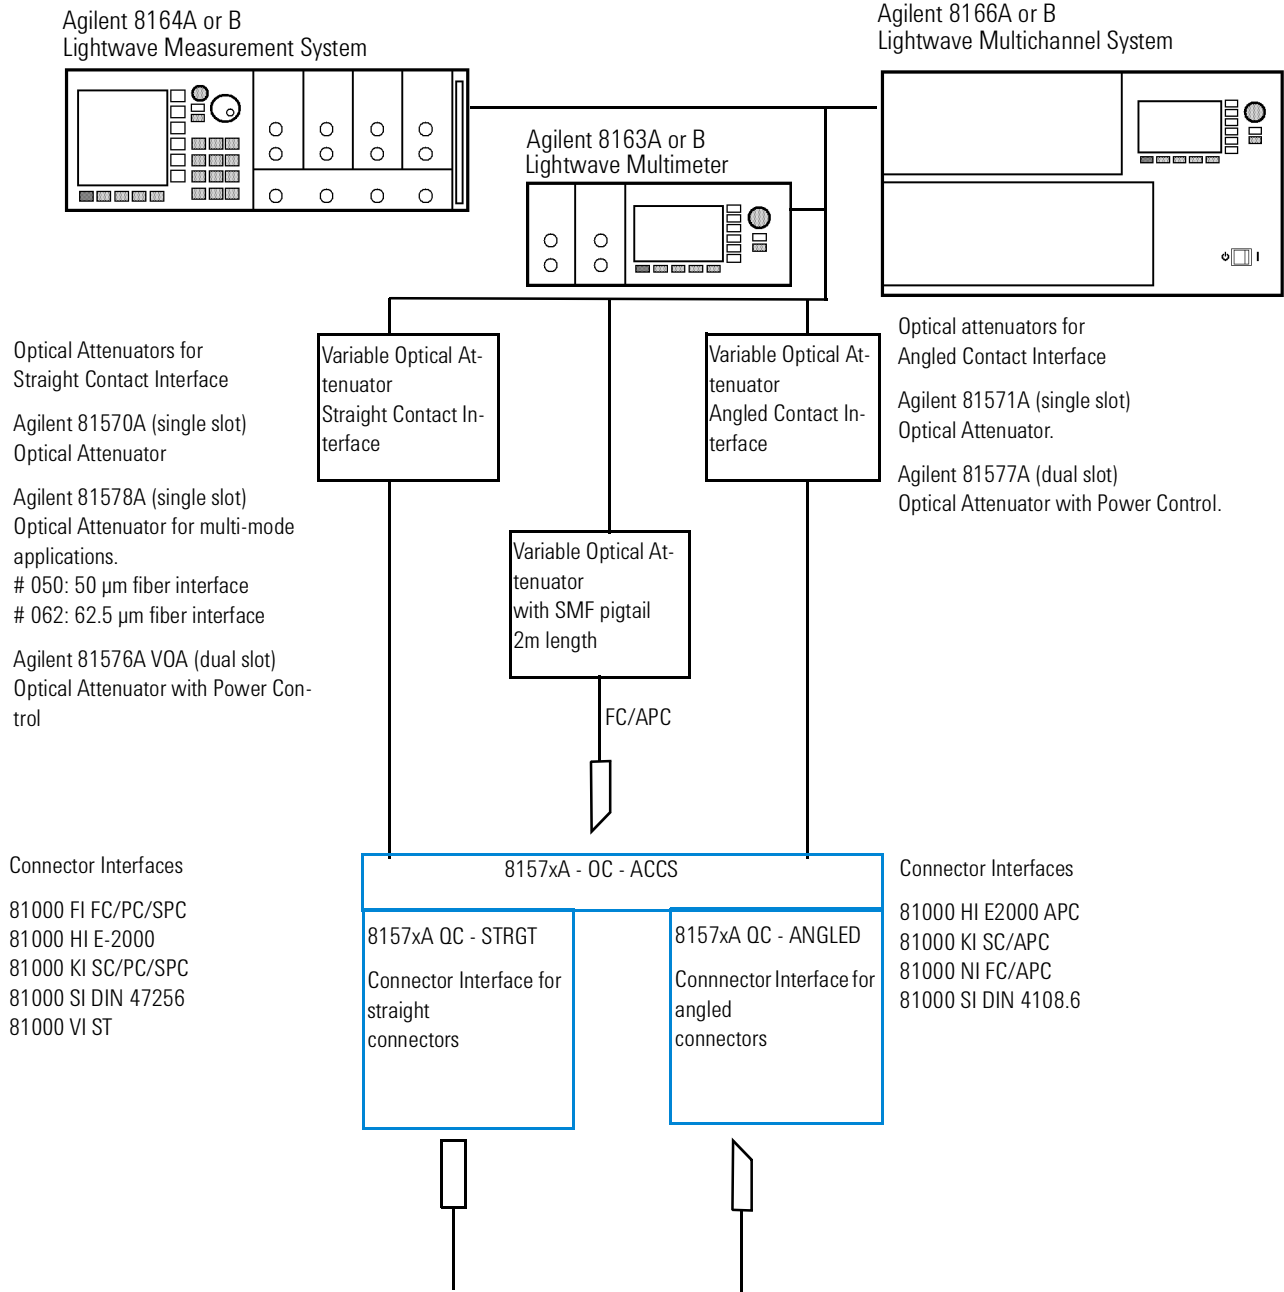 Agilent 8164A or B
Lightwave Measurement System
Agilent 8166A or B
Lightwave Multichannel System
Agilent 8163A or B
Lightwave Multimeter
I
Optical Attenuators for
Straight Contact Interface
Agilent 81570A (single slot)
Optical Attenuator
Agilent 81578A (single slot)
Optical Attenuator for multi-mode
applications.
# 050: 50 µm fiber interface
# 062: 62.5 µm fiber interface
Agilent 81576A VOA (dual slot)
Optical Attenuator with Power Con-
trol
Variable Optical At-
tenuator
Straight Contact In-
terface
Variable Optical At-
tenuator
with SMF pigtail
2m length
FC/APC
Variable Optical At-
tenuator
Angled Contact In-
terface
Optical attenuators for
Angled Contact Interface
Agilent 81571A (single slot)
Optical Attenuator.
Agilent 81577A (dual slot)
Optical Attenuator with Power Control.
Connector Interfaces
81000 FI FC/PC/SPC
81000 HI E-2000
81000 KI SC/PC/SPC
81000 SI DIN 47256
81000 VI ST
8157xA - OC - ACCS
8157xA QC - STRGT
Connector Interface for
straight
connectors
8157xA QC - ANGLED
Connnector Interface for
angled
connectors
Connector Interfaces
81000 HI E2000 APC
81000 KI SC/APC
81000 NI FC/APC
81000 SI DIN 4108.6